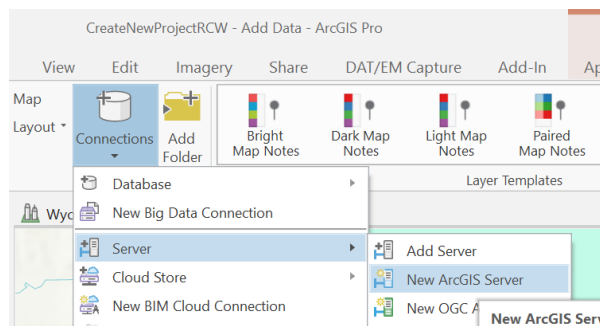 CreateNewProjectRCW - Add Data - ArcGIS Pro
View Edit Imagery Share DAT/EM Capture Add-In
Map
Layout
Connections
Add
Folder
Bright
Map Notes
Dark Map
Notes
Light Map
Notes
Paired
Map Notes
Layer Templates
Database
New Big Data Connection
Server
Cloud Store
New BIM Cloud Connection
Add Server
New ArcGIS Server
New OGC
New ArcGIS